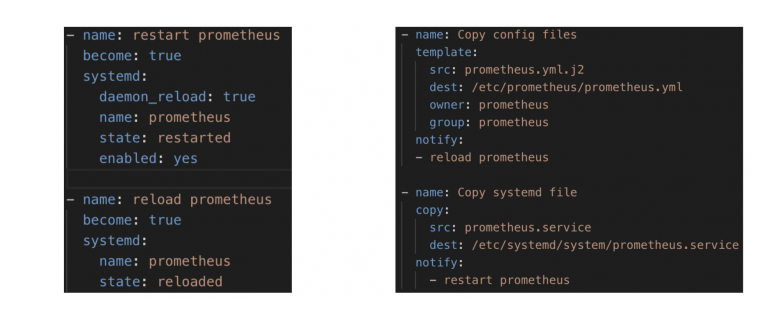 - name: restart prometheus
  become: true
  systemd:
    daemon_reload: true
    name: prometheus
    state: restarted
    enabled: yes
- name: reload prometheus
  become: true
  systemd:
    name: prometheus
    state: reloaded
- name: Copy config files
  template:
    src: prometheus.yml.j2
    dest: /etc/prometheus/prometheus.yml
    owner: prometheus
    group: prometheus
  notify:
  - reload prometheus
- name: Copy systemd file
  copy:
    src: prometheus.service
    dest: /etc/systemd/system/prometheus.service
  notify:
    - restart prometheus